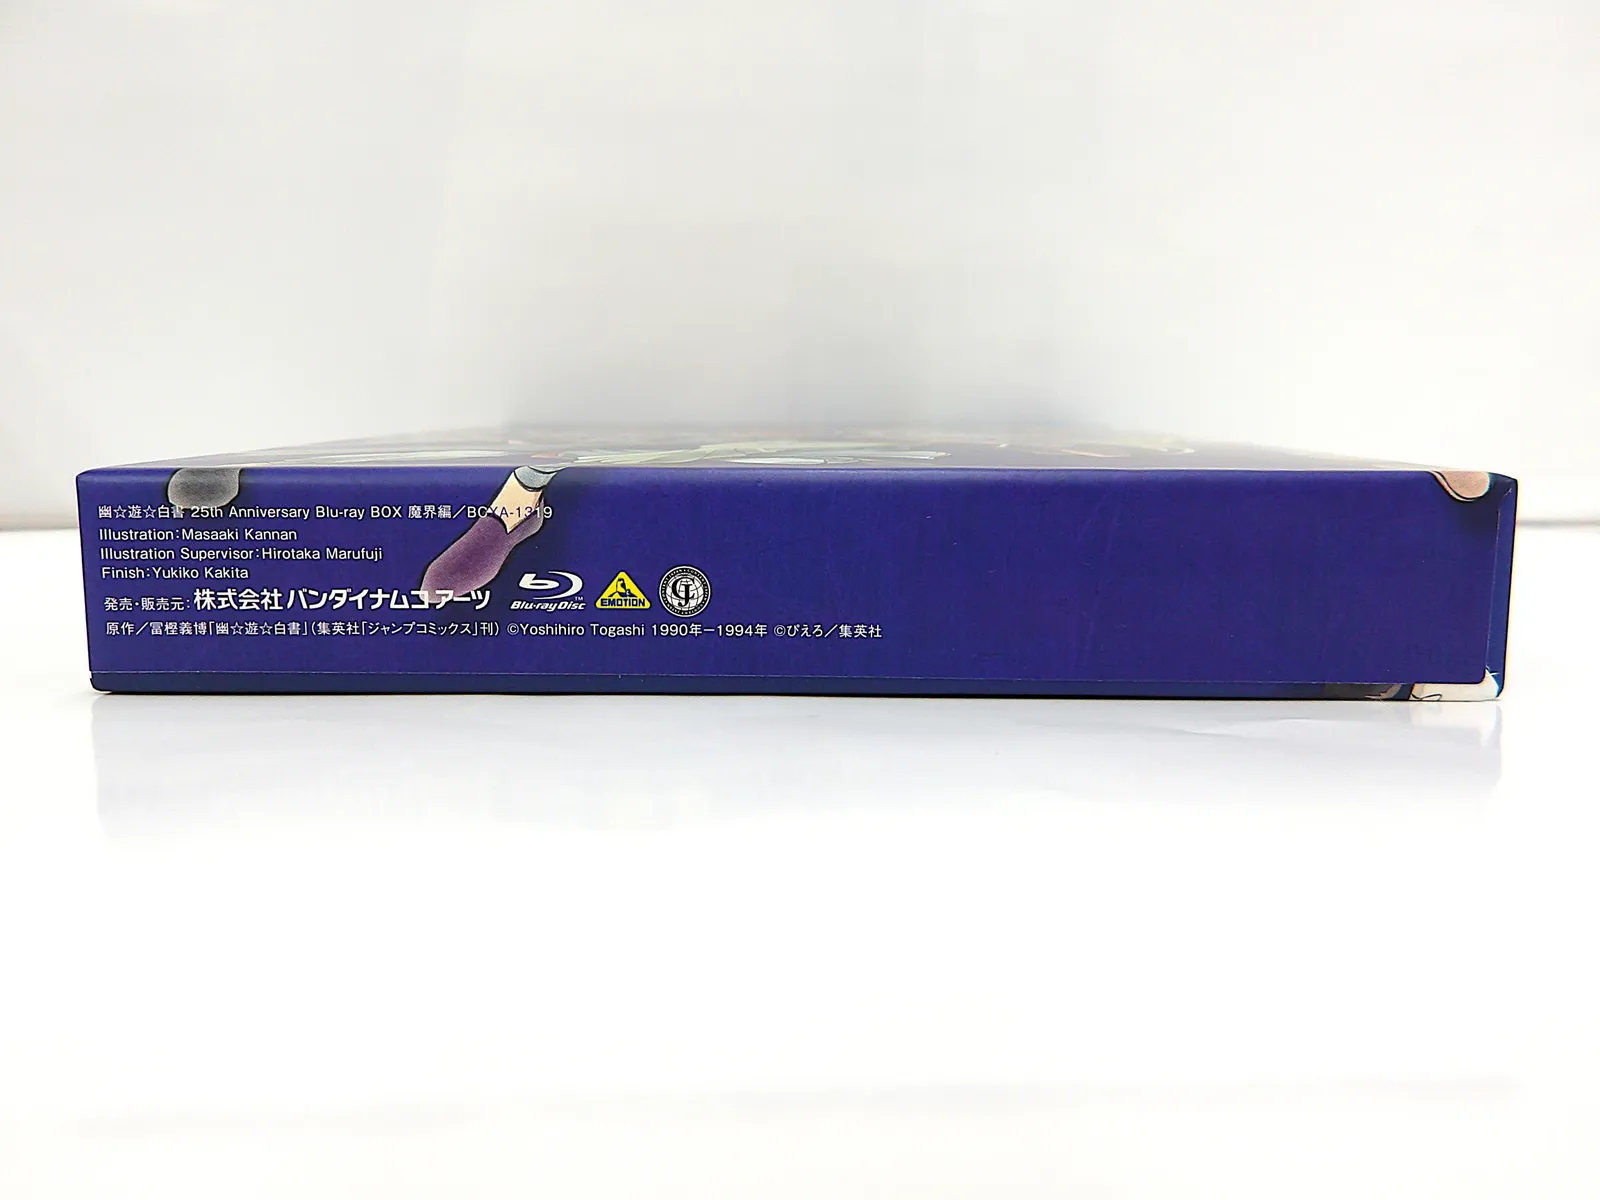 幽☆遊☆白書 25th Anniversary Blu-ray BOX 魔界編／BCXA-1319
Illustration：Masaaki Kannan
Illustration Supervisor：Hirotaka Marufuji
Finish：Yukiko Kakita
発売・販売元：株式会社バンダイナムコアーツ
Blu-ray Disc™
EMOTION
原作／冨樫義博「幽☆遊☆白書」（集英社「ジャンプコミックス」刊） ©Yoshihiro Togashi 1990年−1994年 ©ぴえろ／集英社